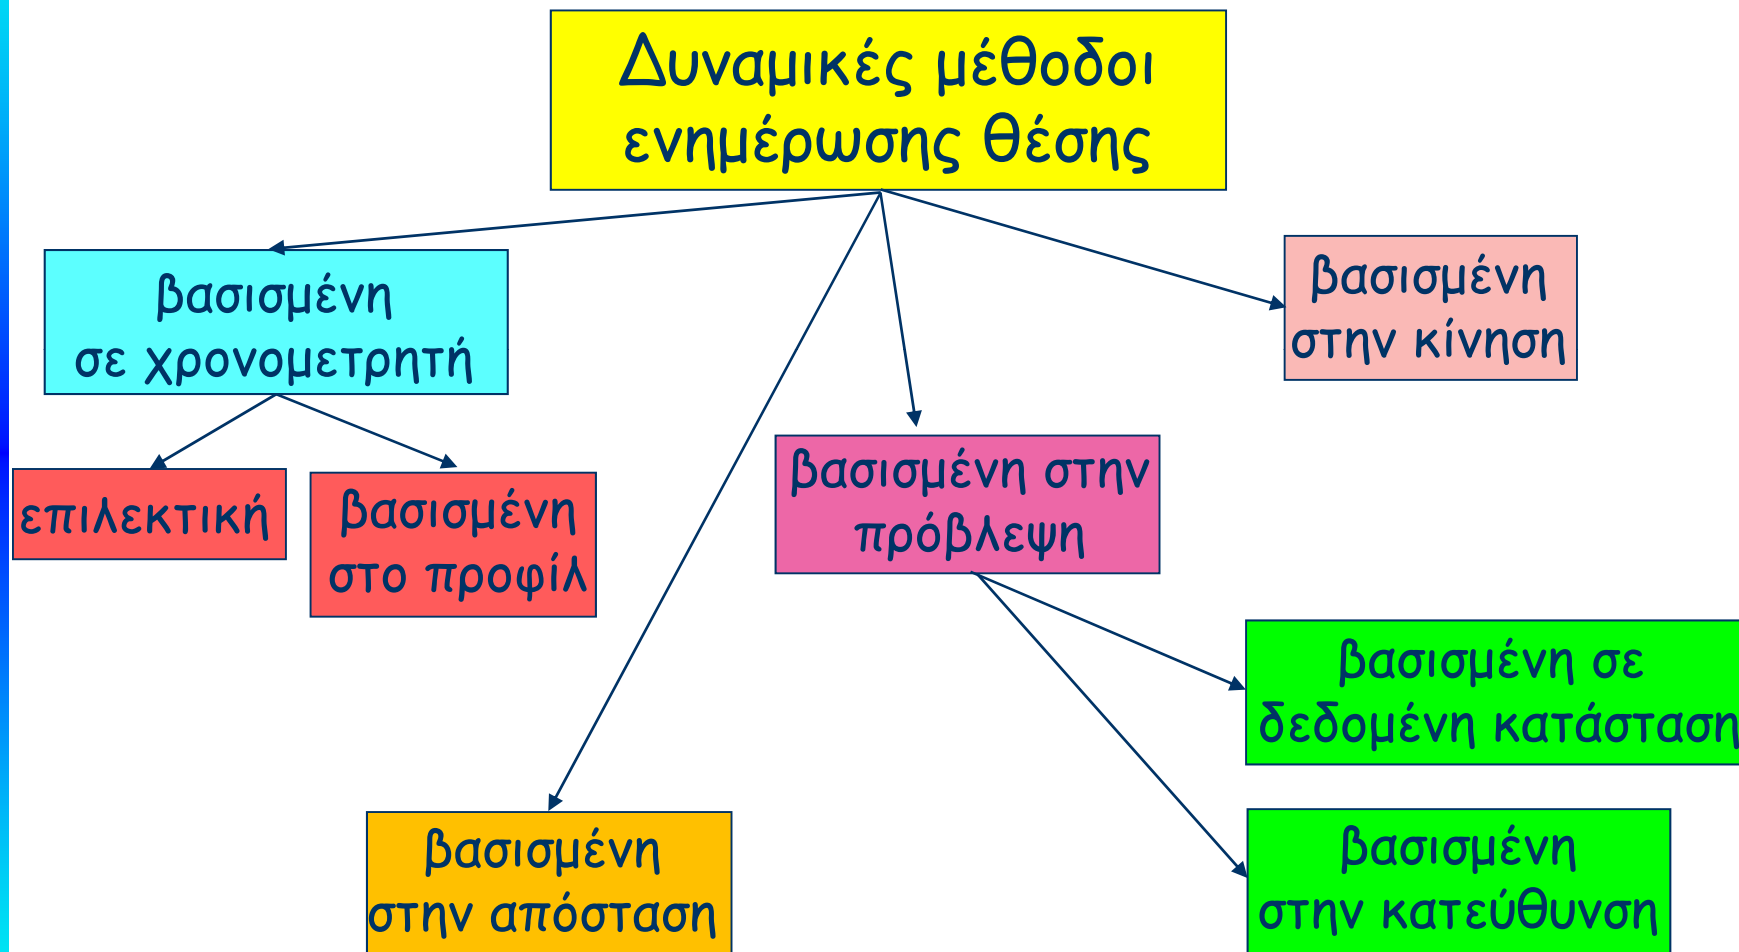 Δυναμικές μέθοδοι
ενημέρωσης θέσης
βασισμένη
σε χρονομετρητή
βασισμένη
στην κίνηση
επιλεκτική
βασισμένη
στο προφίλ
βασισμένη στην
πρόβλεψη
βασισμένη σε
δεδομένη κατάσταση
βασισμένη
στην απόσταση
βασισμένη
στην κατεύθυνση